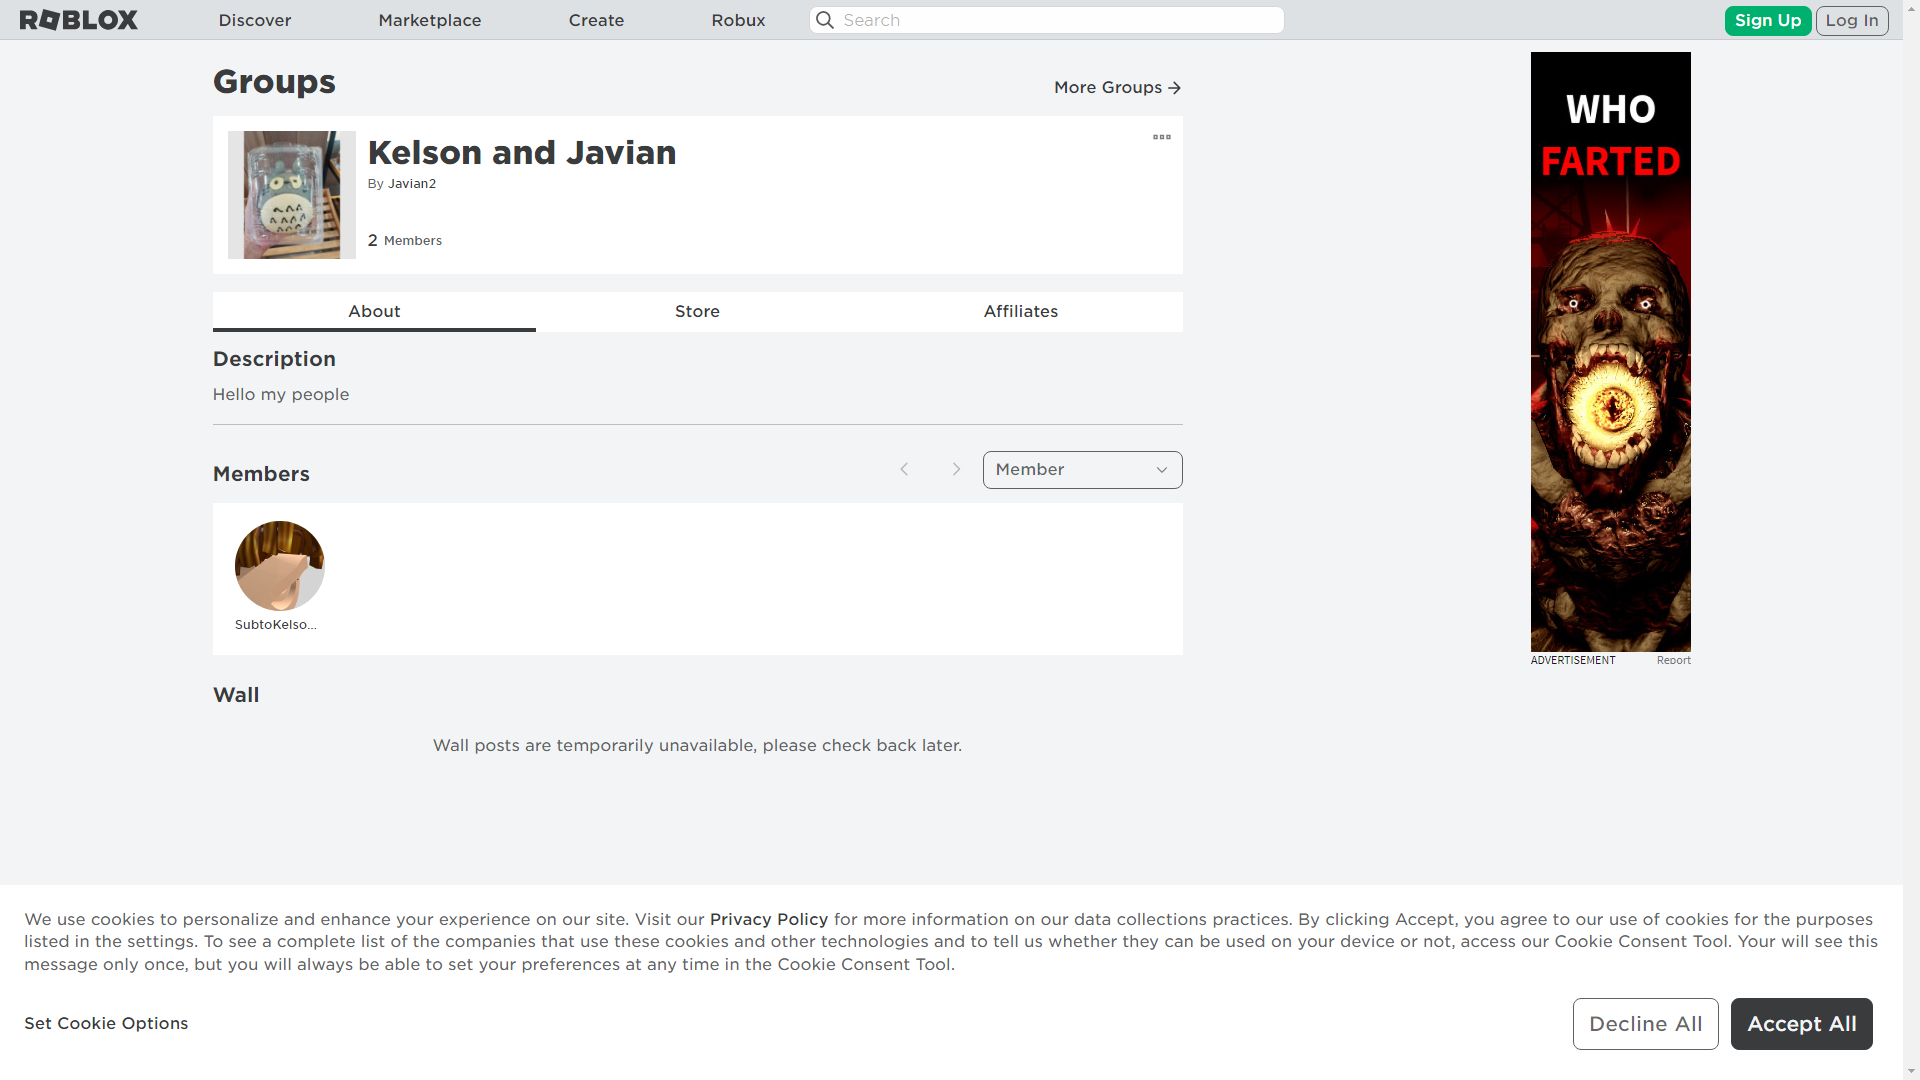 ROBLOX
Discover
Marketplace
Create
Robux
Search
Sign Up
Log In
Groups
More Groups
Kelson and Javian
By Javian2
2 Members
About
Store
Affiliates
Description
Hello my people
Members
Member
SubtoKelso...
Wall
Wall posts are temporarily unavailable, please check back later.
WHO
FARTED
ADVERTISEMENT
Report
We use cookies to personalize and enhance your experience on our site. Visit our Privacy Policy for more information on our data collections practices. By clicking Accept, you agree to our use of cookies for the purposes
listed in the settings. To see a complete list of the companies that use these cookies and other technologies and to tell us whether they can be used on your device or not, access our Cookie Consent Tool. Your will see this
message only once, but you will always be able to set your preferences at any time in the Cookie Consent Tool.
Set Cookie Options
Decline All
Accept All